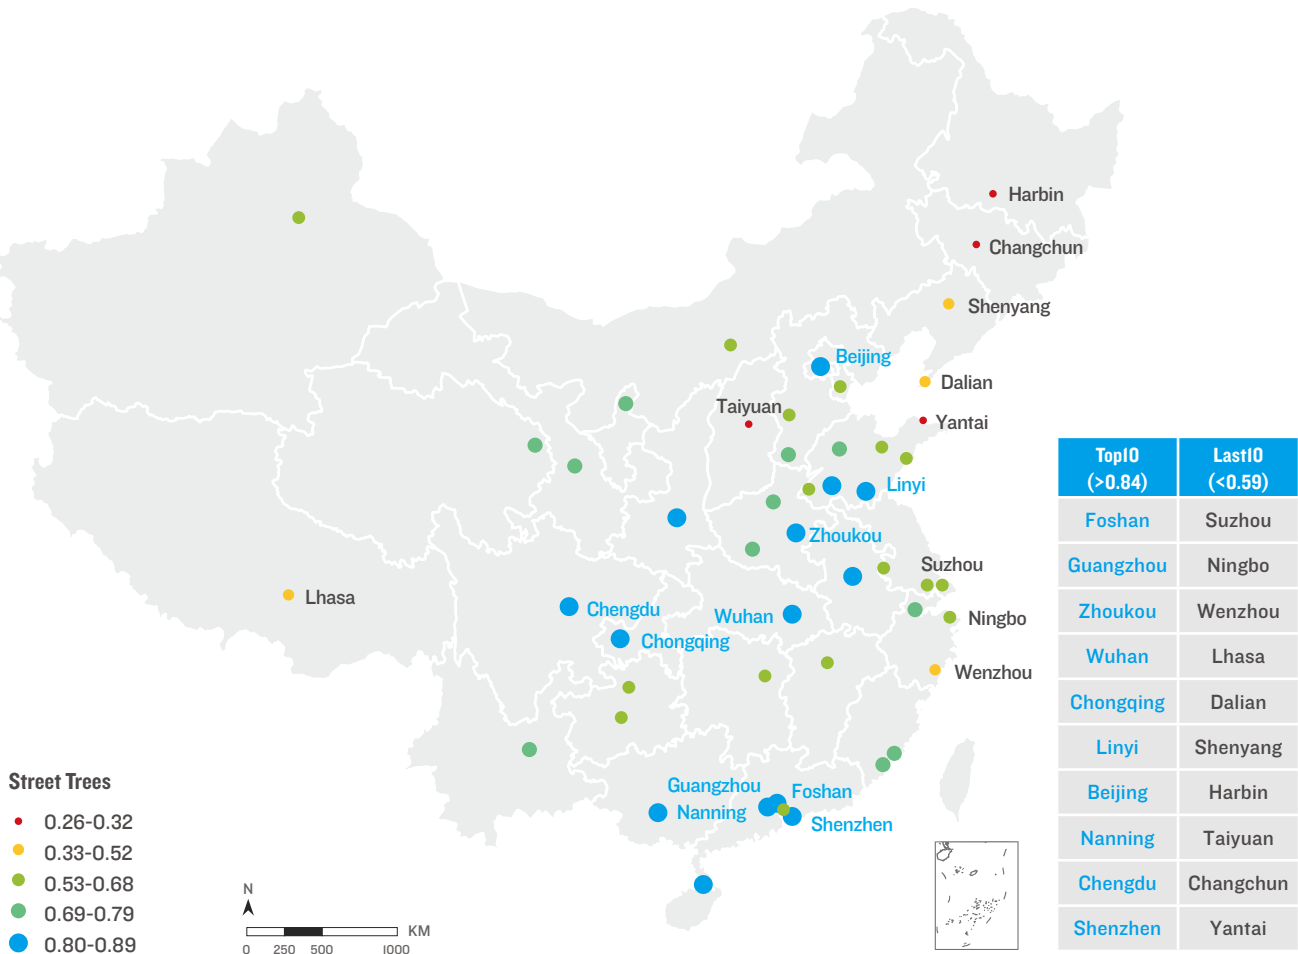 Harbin
Changchun
Shenyang
Beijing
Dalian
Taiyuan
Yantai
Linyi
Zhoukou
Suzhou
Lhasa
Chengdu
Wuhan
Ningbo
Chongqing
Wenzhou
Guangzhou
Foshan
Nanning
Shenzhen
Street Trees
0.26-0.32
0.33-0.52
0.53-0.68
0.69-0.79
0.80-0.89
N
KM
0 250 500 1000
Top10 Last10
(>0.84) (<0.59)
Foshan Suzhou
Guangzhou Ningbo
Zhoukou Wenzhou
Wuhan Lhasa
Chongqing Dalian
Linyi Shenyang
Beijing Harbin
Nanning Taiyuan
Chengdu Changchun
Shenzhen Yantai